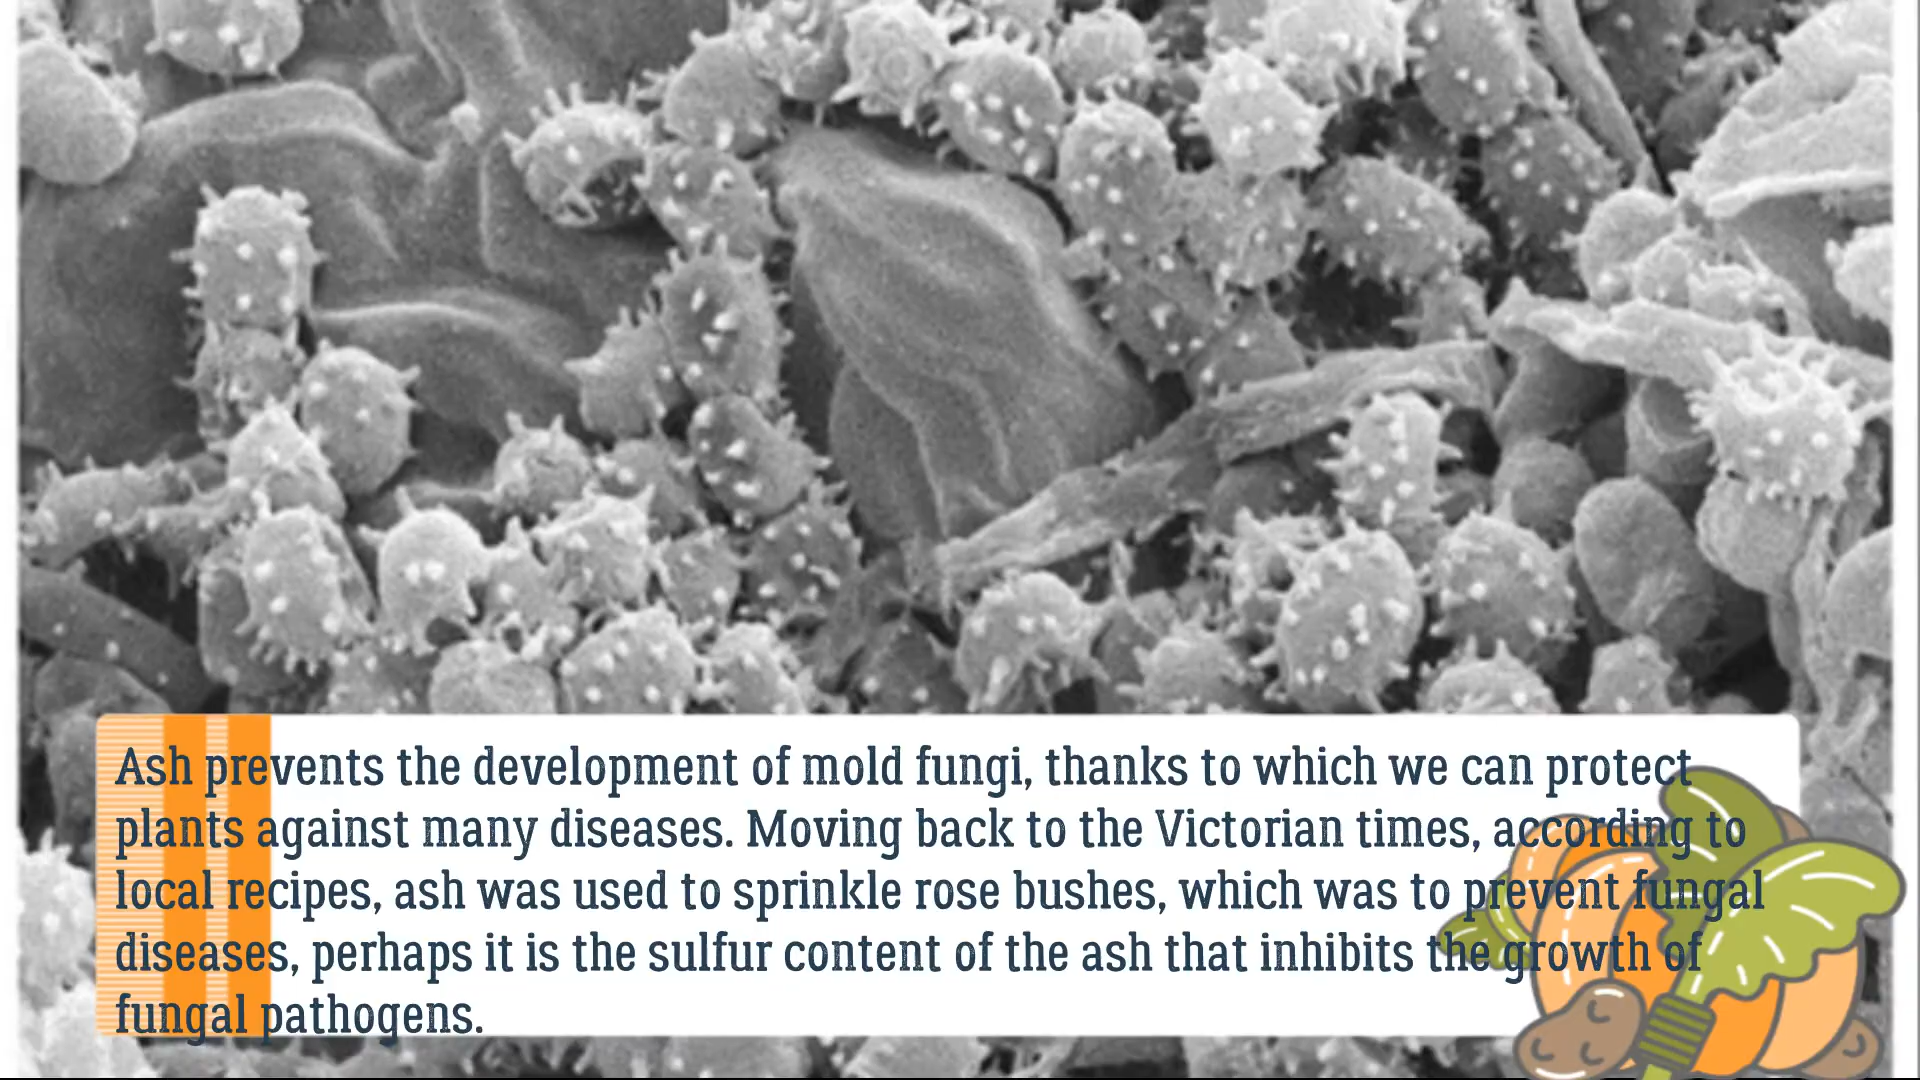 Ash prevents the development of mold fungi, thanks to which we can protect
plants against many diseases. Moving back to the Victorian times, according to
local recipes, ash was used to sprinkle rose bushes, which was to prevent fungal
diseases, perhaps it is the sulfur content of the ash that inhibits the growth of
fungal pathogens.